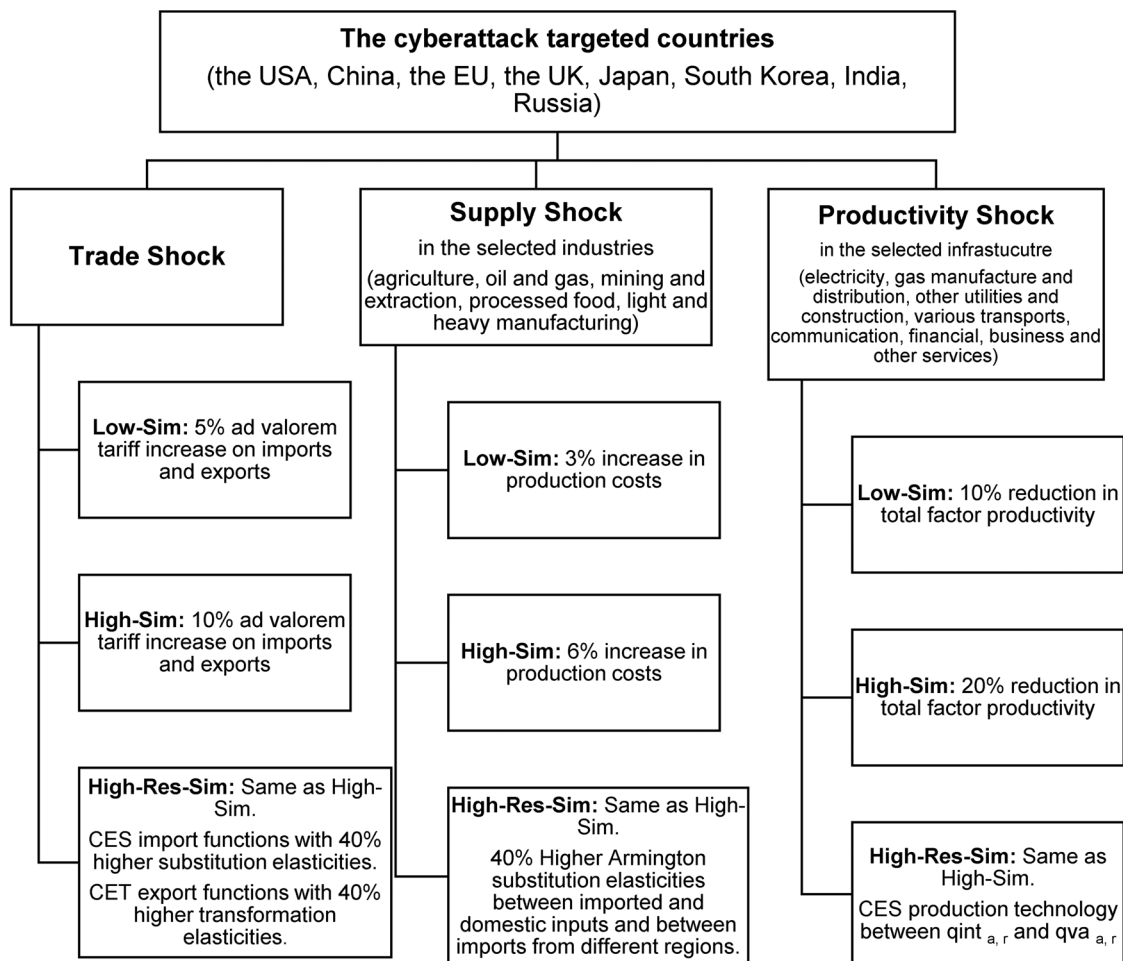 The cyberattack targeted countries
(the USA, China, the EU, the UK, Japan, South Korea, India,
Russia)
Trade Shock
Low-Sim: 5% ad valorem
tariff increase on imports
and exports
High-Sim: 10% ad valorem
tariff increase on imports
and exports
High-Res-Sim: Same as High-
Sim.
CES import functions with 40%
higher substitution elasticities.
CET export functions with 40%
higher transformation
elasticities.
Supply Shock
in the selected industries
(agriculture, oil and gas, mining and
extraction, processed food, light and
heavy manufacturing)
Low-Sim: 3% increase in
production costs
High-Sim: 6% increase in
production costs
High-Res-Sim: Same as High-
Sim.
40% Higher Armington
substitution elasticities
between imported and
domestic inputs and between
imports from different regions.
Productivity Shock
in the selected infrastucutre
(electricity, gas manufacture and
distribution, other utilities and
construction, various transports,
communication, financial, business and
other services)
Low-Sim: 10% reduction in
total factor productivity
High-Sim: 20% reduction in
total factor productivity
High-Res-Sim: Same as
High-Sim.
CES production technology
between qint a, r and qva a, r